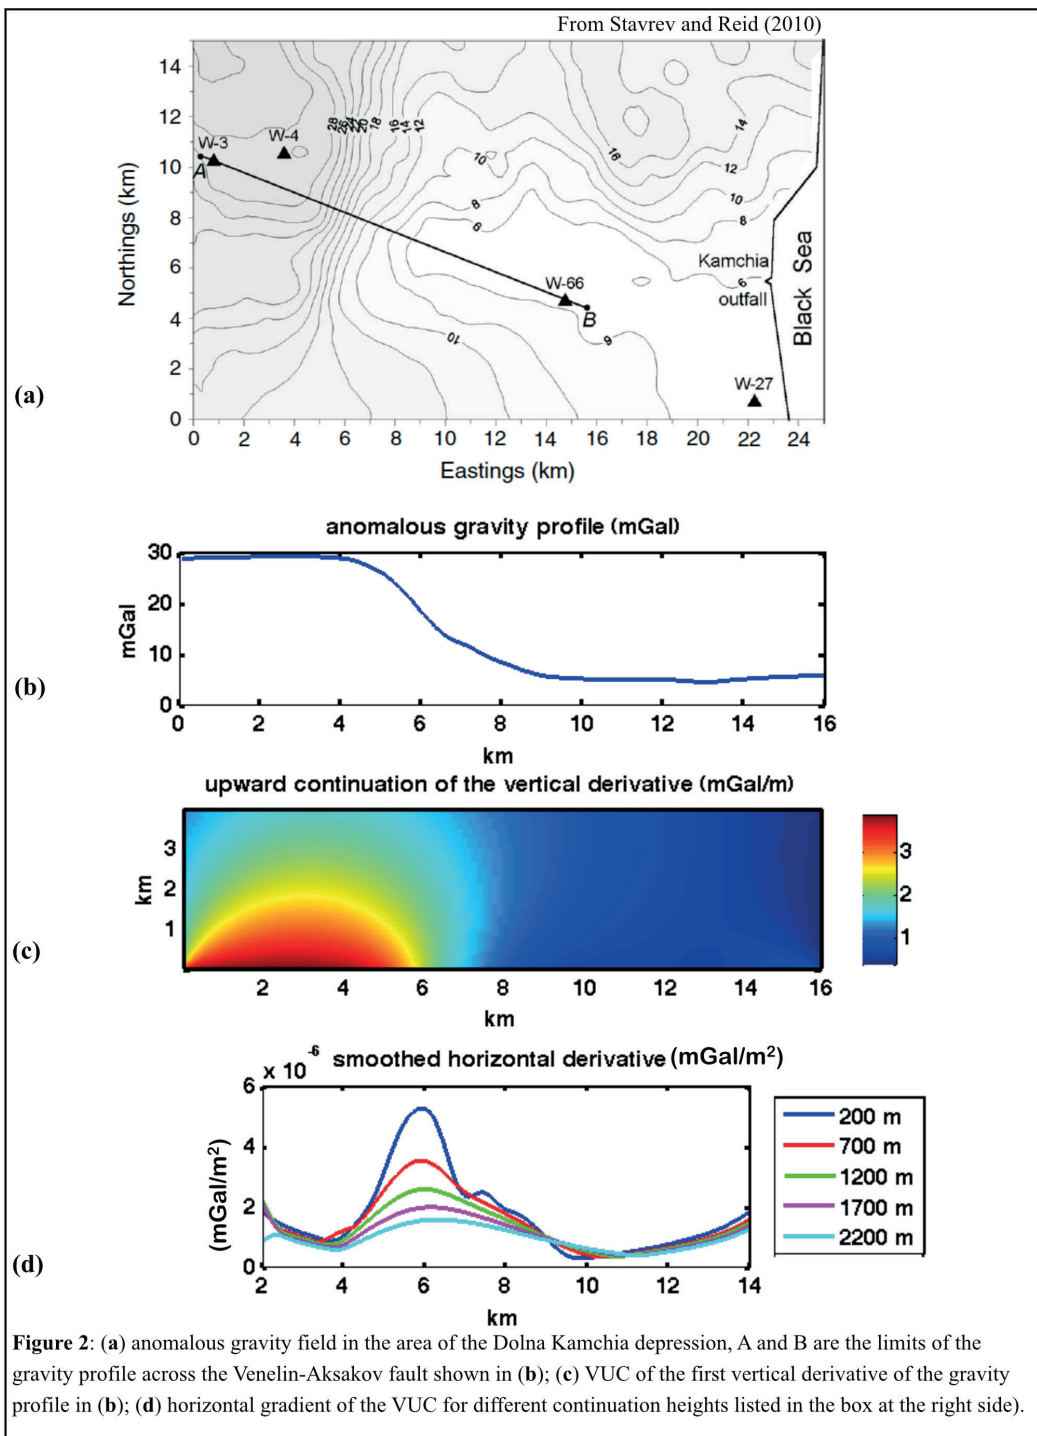 From Stavrev and Reid (2010)
14
12
10
8
6
4
2
0
Northings (km)
W-3
W-4
A
28
26
24
20
18
16
14
12
10
8
6
16
14
12
10
8
6
Kamchia
outfall
Black Sea
W-66
B
10
6
W-27
0 2 4 6 8 10 12 14 16 18 20 22 24
Eastings (km)
(a)
anomalous gravity profile (mGal)
30
20
10
0
mGal
0 2 4 6 8 10 12 14 16
km
(b)
upward continuation of the vertical derivative (mGal/m)
3
2
1
km
2 4 6 8 10 12 14 16
km
3
2
1
(c)
x 10⁻⁶ smoothed horizontal derivative (mGal/m²)
6
4
2
0
(mGal/m²)
2 4 6 8 10 12 14
km
200 m
700 m
1200 m
1700 m
2200 m
(d)
Figure 2: (a) anomalous gravity field in the area of the Dolna Kamchia depression, A and B are the limits of the
gravity profile across the Venelin-Aksakov fault shown in (b); (c) VUC of the first vertical derivative of the gravity
profile in (b); (d) horizontal gradient of the VUC for different continuation heights listed in the box at the right side).